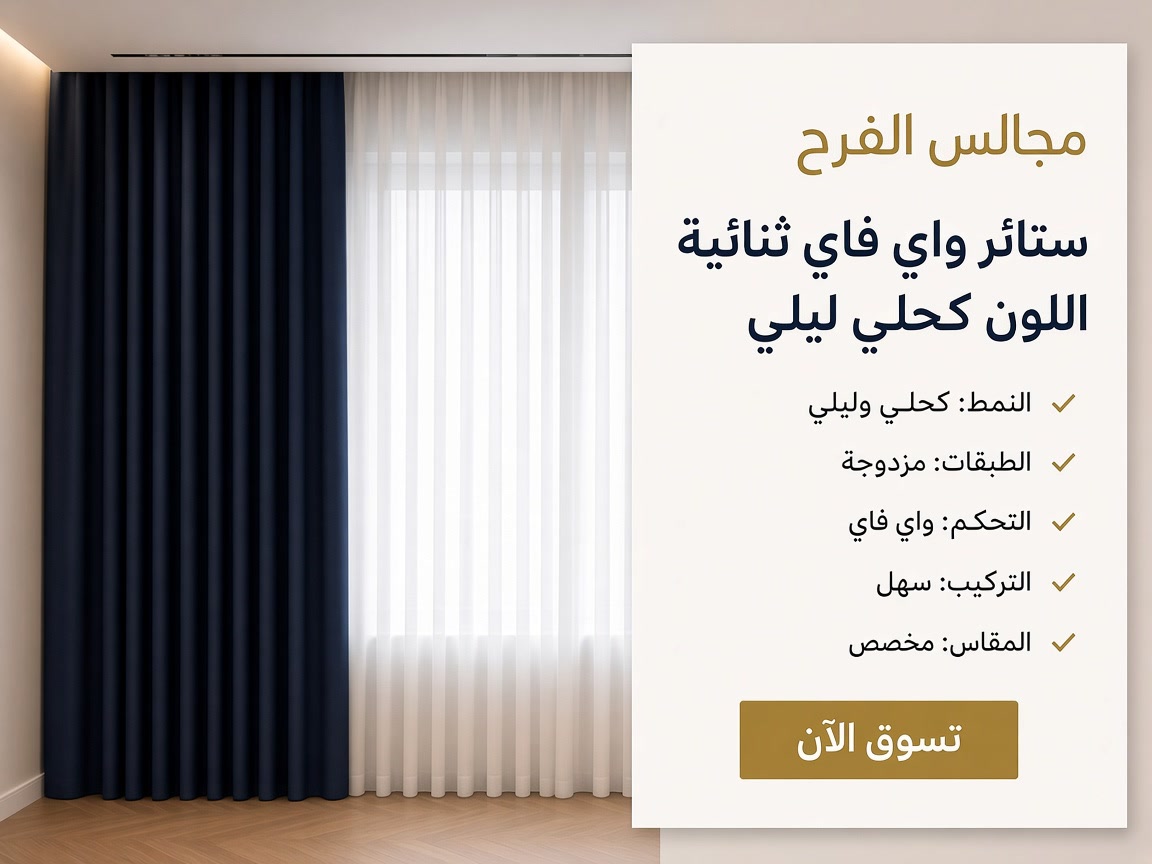 مجالس الفرح
ستائر واي فاي ثنائية
اللون كحلي ليلي
النمط: كحلي وليلي
الطبقات: مزدوجة
التحكم: واي فاي
التركيب: سهل
المقاس: مخصص
تسوق الآن